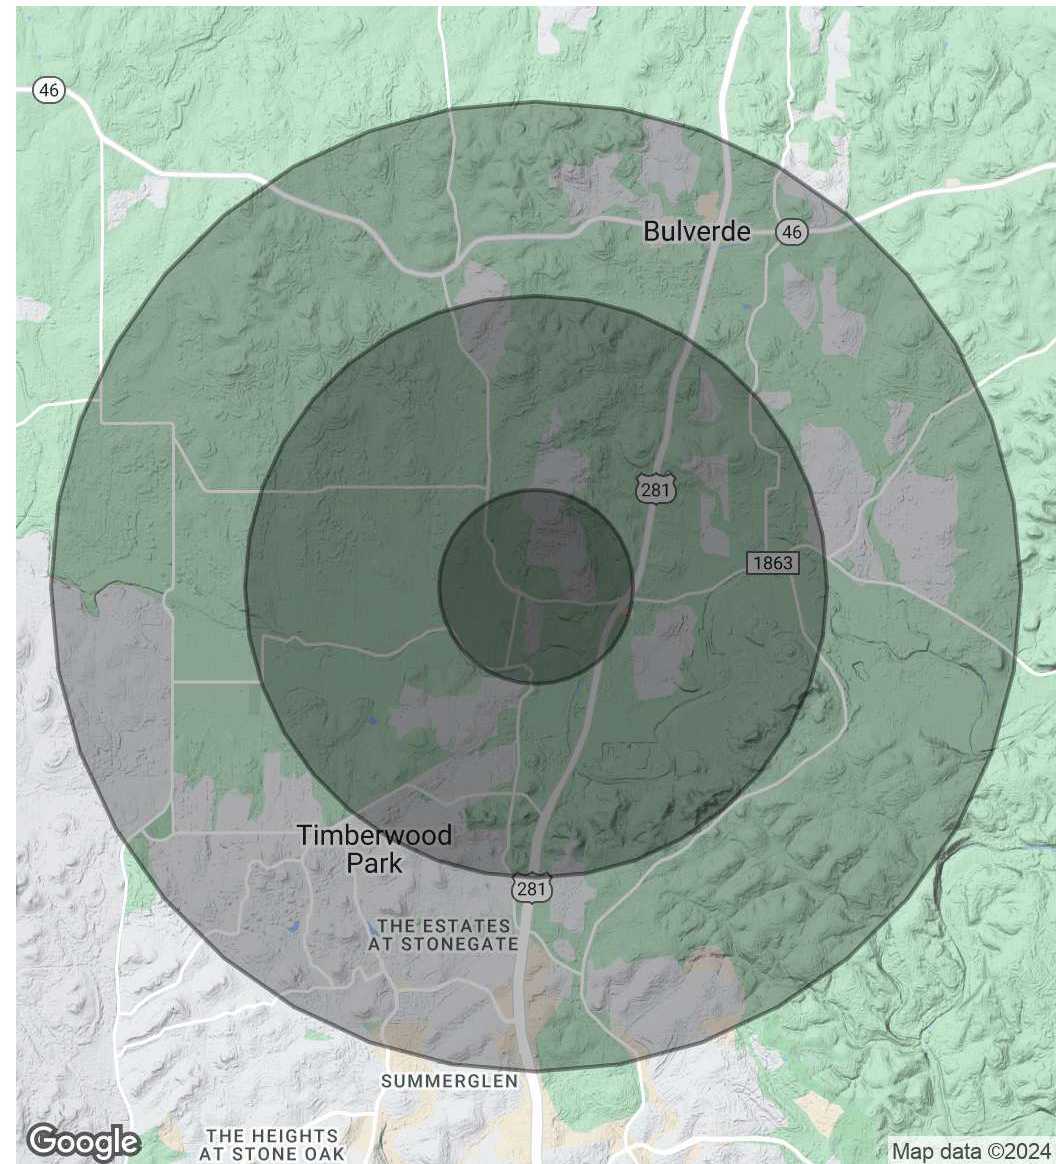 46
Bulverde
46
281
1863
Timberwood
Park
281
THE ESTATES
AT STONEGATE
SUMMERGLEN
THE HEIGHTS
AT STONE OAK
Google
Map data ©2024